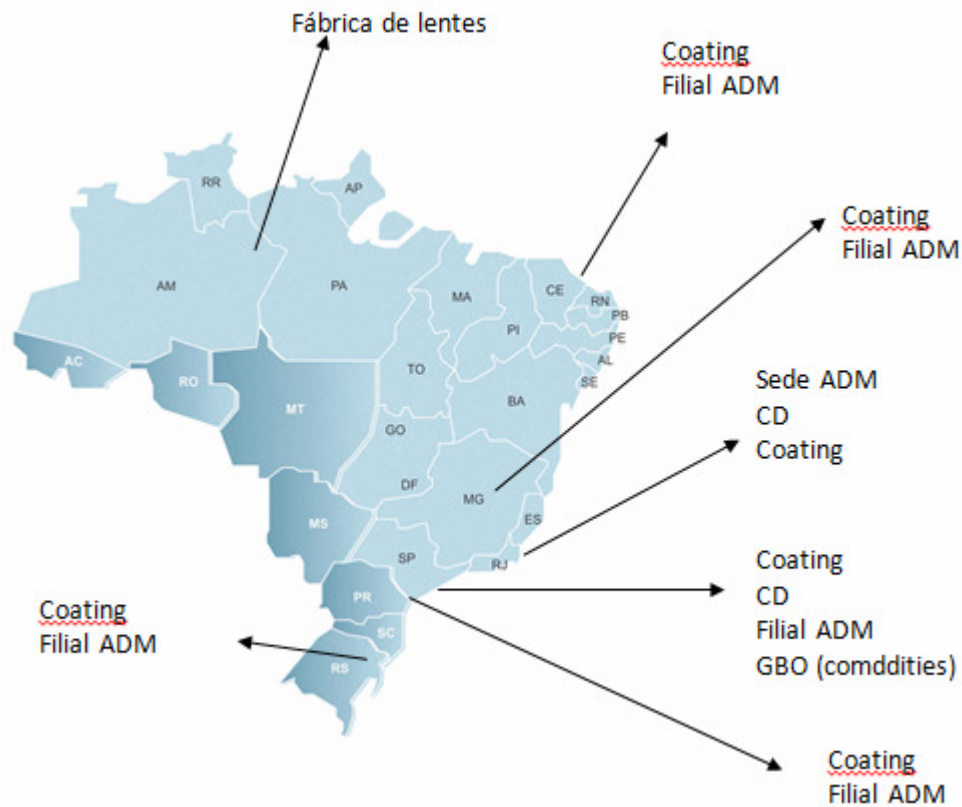 Fábrica de lentes
Coating
Filial ADM
RR
AP
Coating
Filial ADM
AM
PA
MA
CE
RN
PB
PI
PE
AL
SE
AC
RO
TO
MT
BA
Sede ADM
CD
Coating
GO
DF
MG
MS
ES
SP
RJ
Coating
CD
Filial ADM
GBO (comddities)
PR
Coating
Filial ADM
SC
RS
Coating
Filial ADM